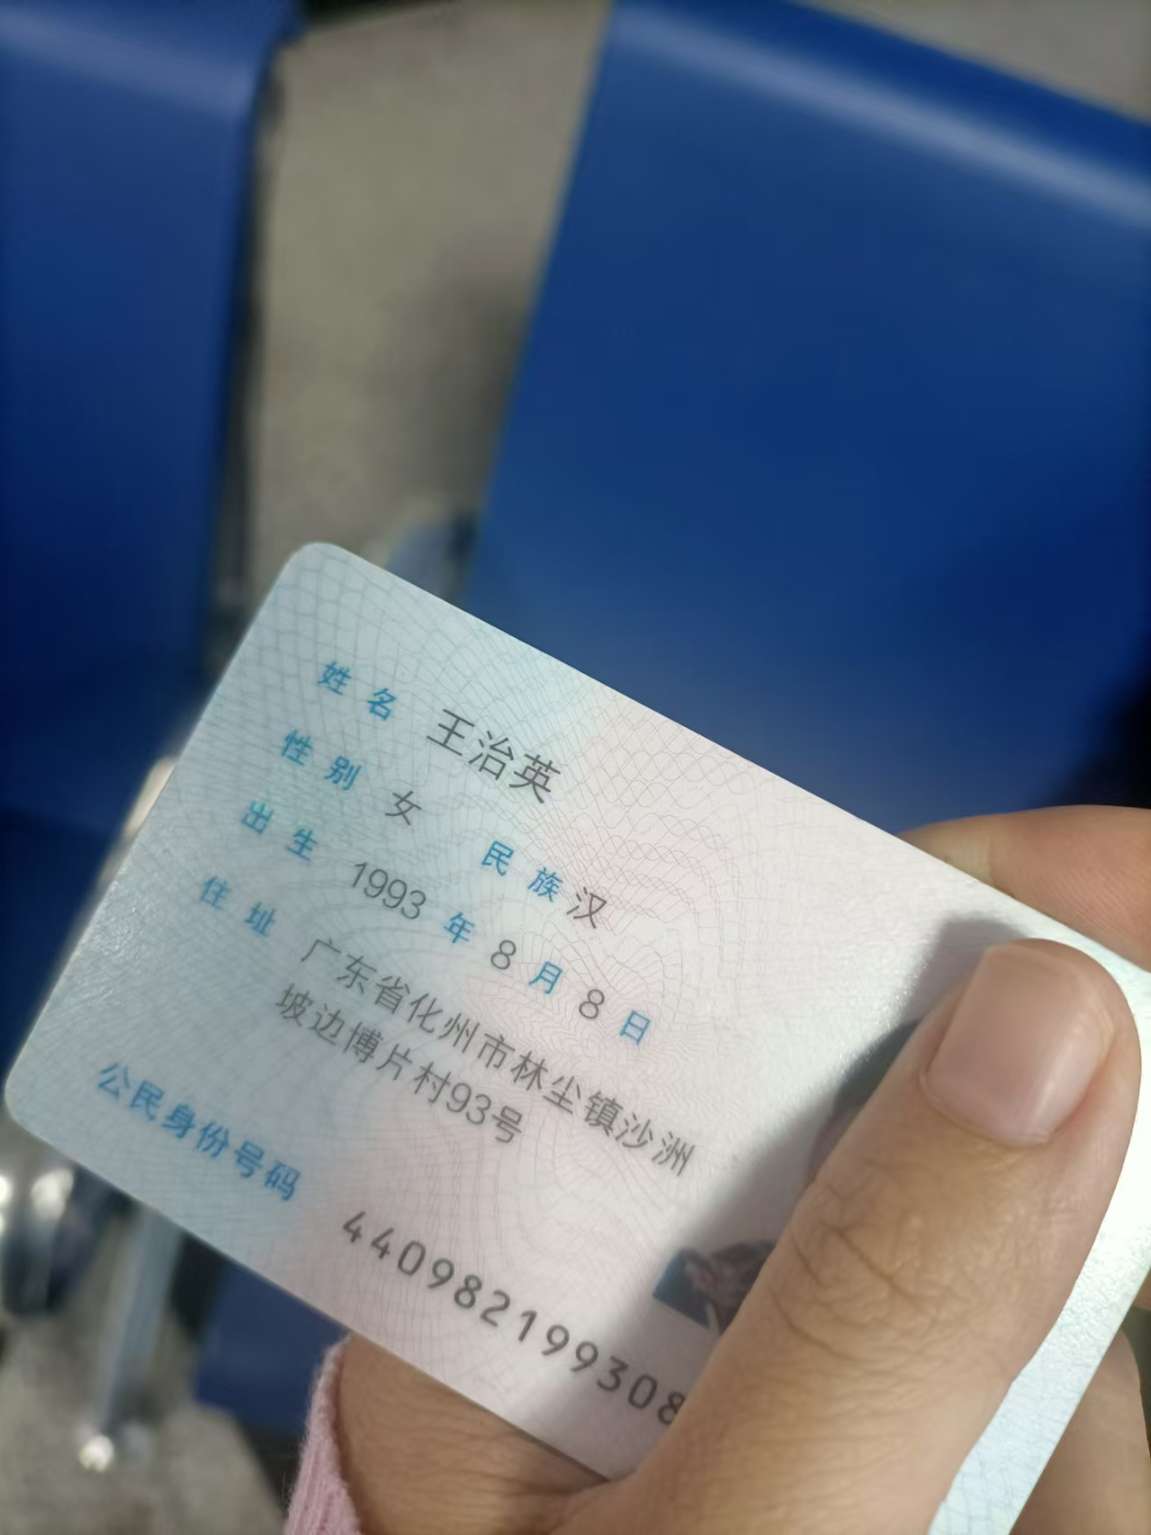 姓名 王治英
性别 女 民族 汉
出生 1993 年 8 月 8 日
住址 广东省化州市林尘镇沙洲
坡边博片村93号
公民身份号码 440982199308